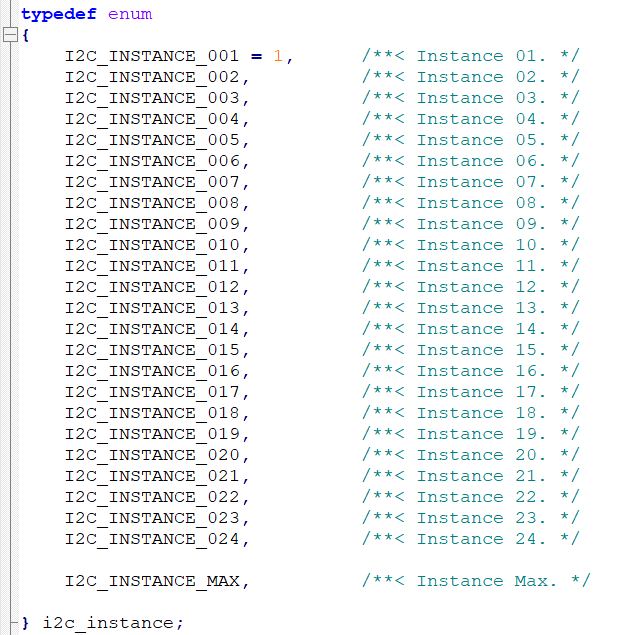 typedef enum
{
    I2C_INSTANCE_001 = 1,      /**< Instance 01. */
    I2C_INSTANCE_002,          /**< Instance 02. */
    I2C_INSTANCE_003,          /**< Instance 03. */
    I2C_INSTANCE_004,          /**< Instance 04. */
    I2C_INSTANCE_005,          /**< Instance 05. */
    I2C_INSTANCE_006,          /**< Instance 06. */
    I2C_INSTANCE_007,          /**< Instance 07. */
    I2C_INSTANCE_008,          /**< Instance 08. */
    I2C_INSTANCE_009,          /**< Instance 09. */
    I2C_INSTANCE_010,          /**< Instance 10. */
    I2C_INSTANCE_011,          /**< Instance 11. */
    I2C_INSTANCE_012,          /**< Instance 12. */
    I2C_INSTANCE_013,          /**< Instance 13. */
    I2C_INSTANCE_014,          /**< Instance 14. */
    I2C_INSTANCE_015,          /**< Instance 15. */
    I2C_INSTANCE_016,          /**< Instance 16. */
    I2C_INSTANCE_017,          /**< Instance 17. */
    I2C_INSTANCE_018,          /**< Instance 18. */
    I2C_INSTANCE_019,          /**< Instance 19. */
    I2C_INSTANCE_020,          /**< Instance 20. */
    I2C_INSTANCE_021,          /**< Instance 21. */
    I2C_INSTANCE_022,          /**< Instance 22. */
    I2C_INSTANCE_023,          /**< Instance 23. */
    I2C_INSTANCE_024,          /**< Instance 24. */

    I2C_INSTANCE_MAX,          /**< Instance Max. */

} i2c_instance;